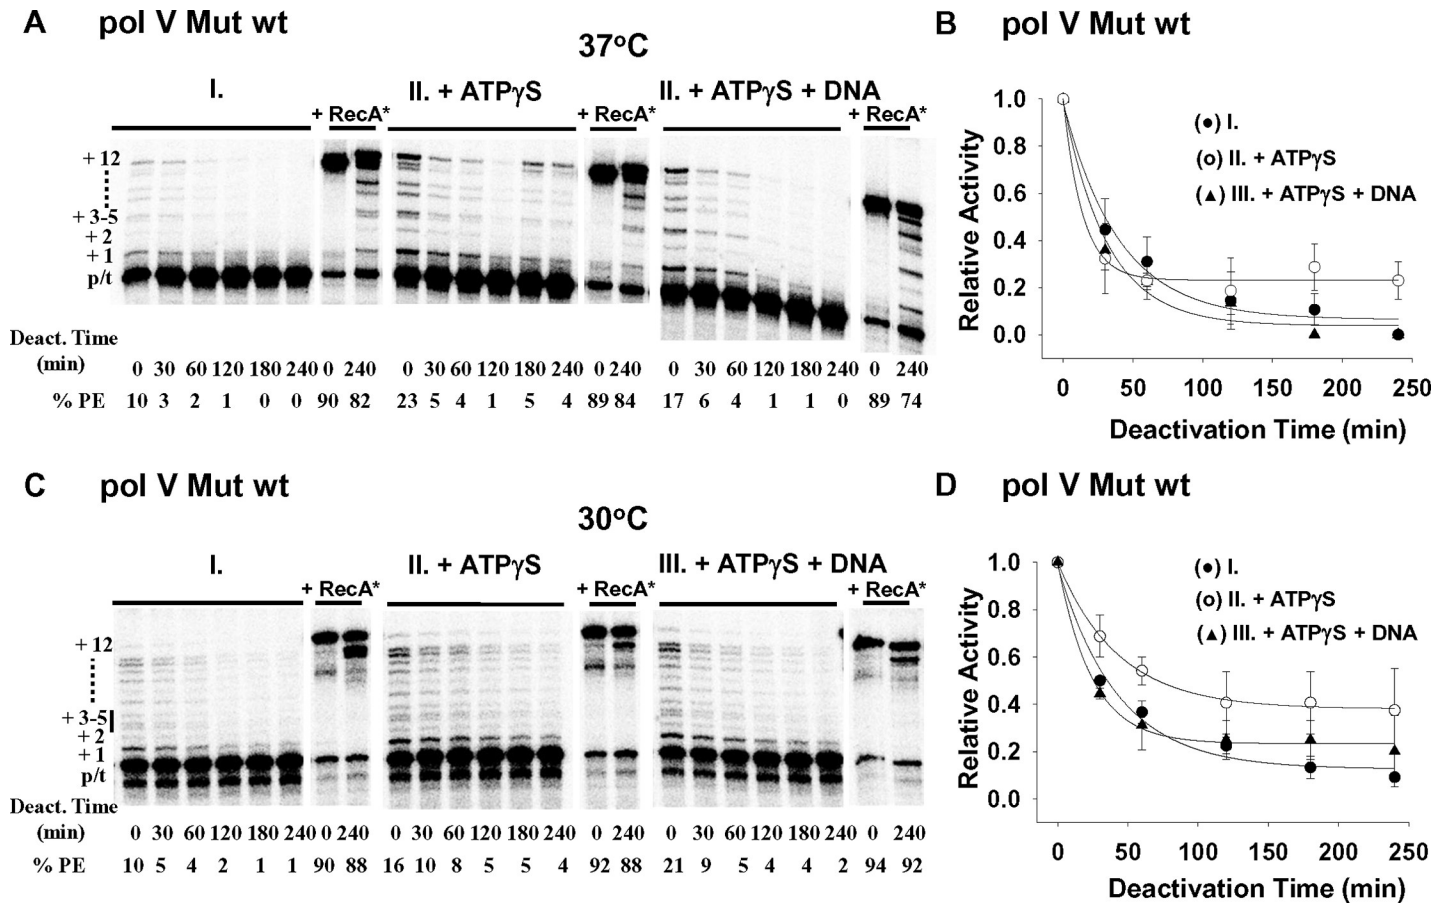 A pol V Mut wt
37°C
I.
II. + ATPγS
II. + ATPγS + DNA
+ RecA*
+ RecA*
+ RecA*
+ 12
+ 3-5
+ 2
+ 1
p/t
Deact. Time
(min)
0 30 60 120 180 240 0 240 0 30 60 120 180 240 0 240 0 30 60 120 180 240 0 240
% PE 10 3 2 1 0 0 90 82 23 5 4 1 5 4 89 84 17 6 4 1 1 0 89 74
B pol V Mut wt
Relative Activity
1.0
0.8
0.6
0.4
0.2
0.0
(●) I.
(○) II. + ATPγS
(▲) III. + ATPγS + DNA
0 50 100 150 200 250
Deactivation Time (min)
C pol V Mut wt
30°C
I.
II. + ATPγS
III. + ATPγS + DNA
+ RecA*
+ RecA*
+ RecA*
+ 12
+ 3-5
+ 2
+ 1
p/t
Deact. Time
(min)
0 30 60 120 180 240 0 240 0 30 60 120 180 240 0 240 0 30 60 120 180 240 0 240
% PE 10 5 4 2 1 1 90 88 16 10 8 5 5 4 92 88 21 9 5 4 4 2 94 92
D pol V Mut wt
Relative Activity
1.0
0.8
0.6
0.4
0.2
0.0
(●) I.
(○) II. + ATPγS
(▲) III. + ATPγS + DNA
0 50 100 150 200 250
Deactivation Time (min)